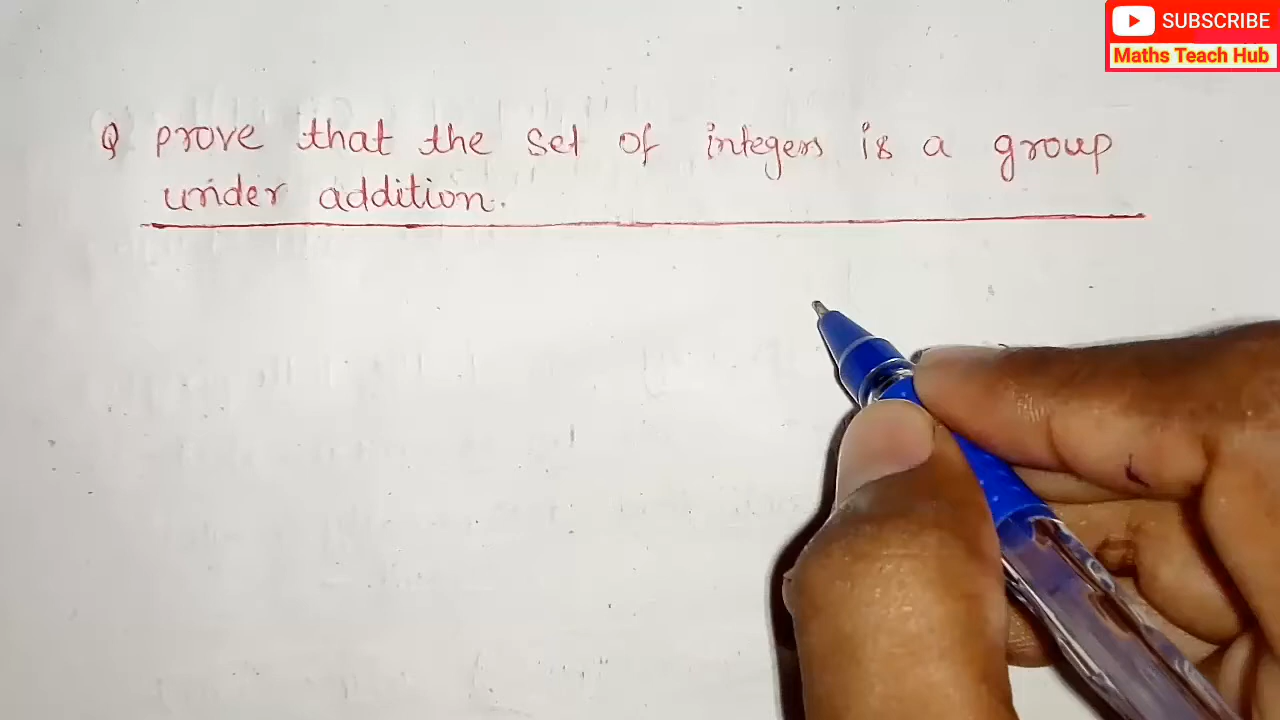 SUBSCRIBE
Maths Teach Hub
Q prove that the set of integers is a group
under addition.